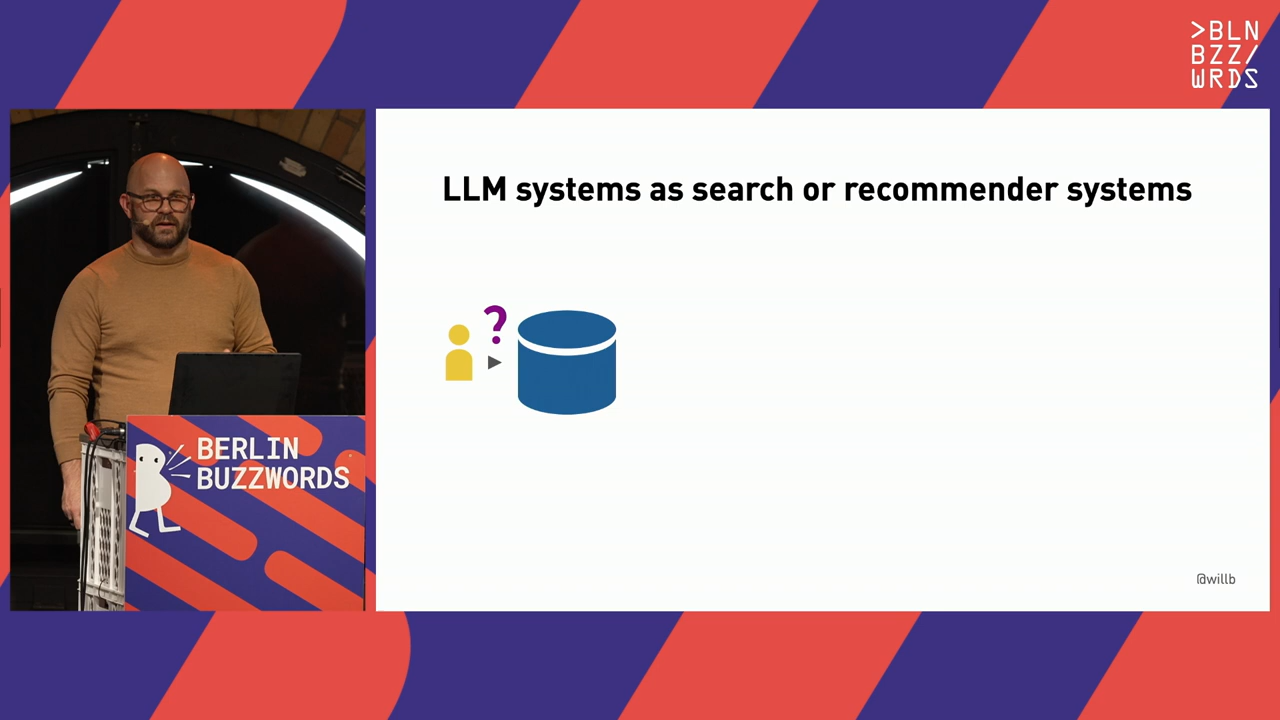 >BLN
BZZ/
WRDS
LLM systems as search or recommender systems
?
BERLIN
BUZZWORDS
@willb